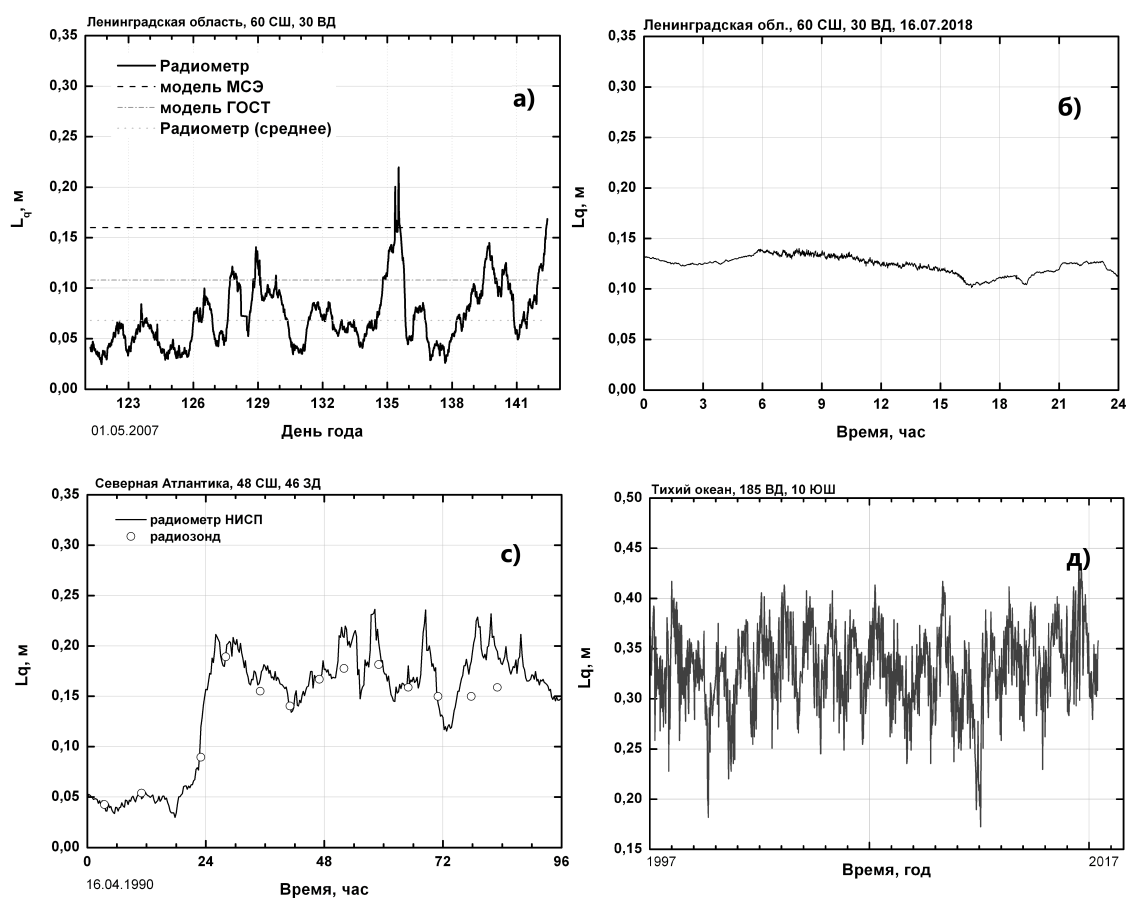 Ленинградская область, 60 СШ, 30 ВД
0,35
0,30
0,25
0,20
0,15
0,10
0,05
0,00
Lq, м
Радиометр
модель МСЭ
модель ГОСТ
Радиометр (среднее)
а)
123 126 129 132 135 138 141
01.05.2007
День года
Ленинградская обл., 60 СШ, 30 ВД, 16.07.2018
0,35
0,30
0,25
0,20
0,15
0,10
0,05
0,00
Lq, м
б)
0 3 6 9 12 15 18 21 24
Время, час
Северная Атлантика, 48 СШ, 46 ЗД
0,35
0,30
0,25
0,20
0,15
0,10
0,05
0,00
Lq, м
радиометр НИСП
радиозонд
с)
0 24 48 72 96
16.04.1990
Время, час
Тихий океан, 185 ВД, 10 ЮШ
0,50
0,45
0,40
0,35
0,30
0,25
0,20
0,15
Lq, м
д)
1997 2017
Время, год